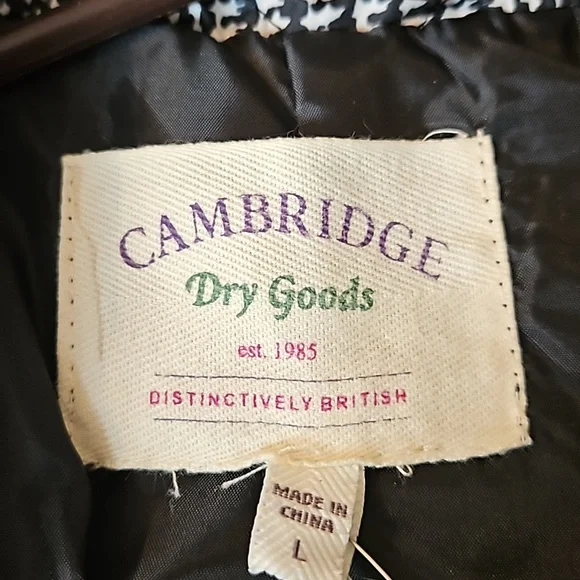 CAMBRIDGE
Dry Goods
est. 1985
DISTINCTIVELY BRITISH
MADE IN
CHINA
L